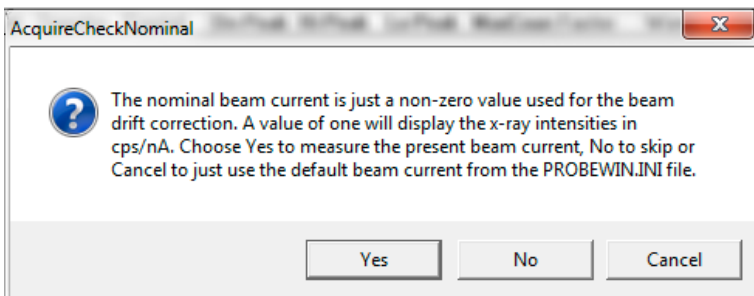 AcquireCheckNominal
The nominal beam current is just a non-zero value used for the beam
drift correction. A value of one will display the x-ray intensities in
cps/nA. Choose Yes to measure the present beam current, No to skip or
Cancel to just use the default beam current from the PROBEWIN.INI file.
Yes No Cancel